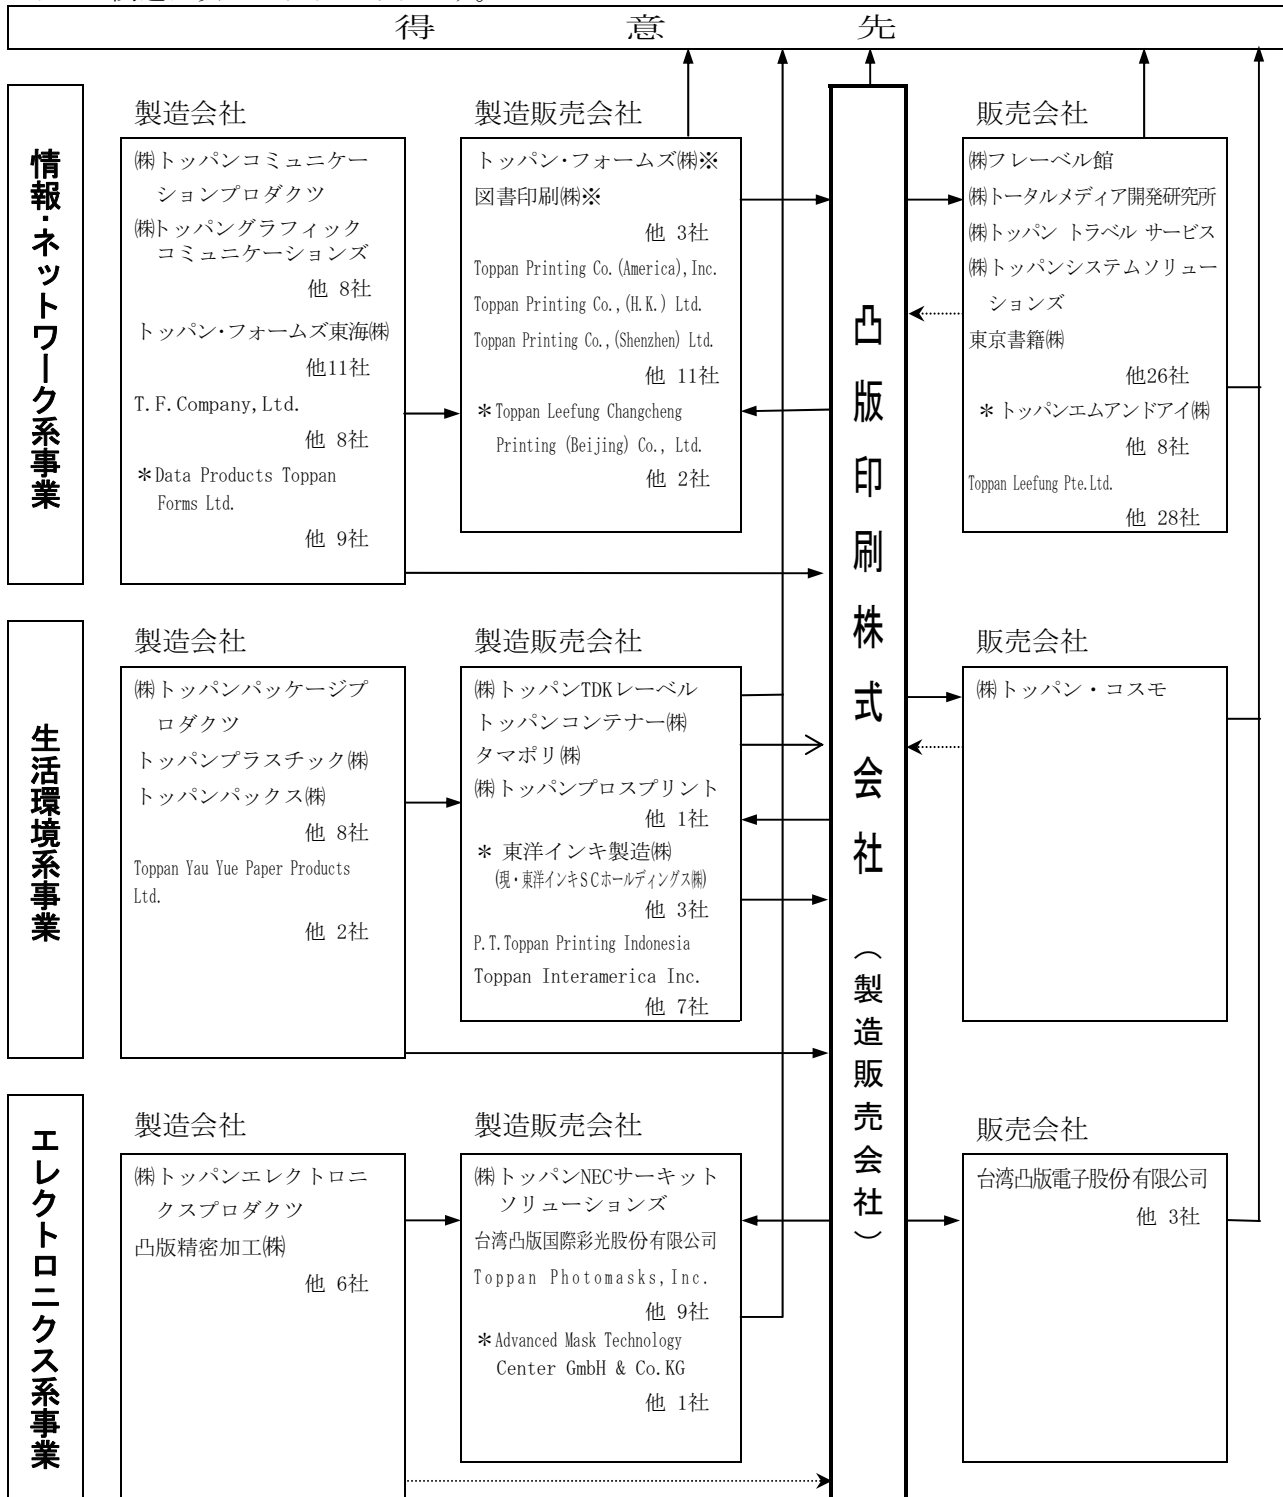 得意先
情報・ネットワーク系事業
製造会社
㈱トッパンコミュニケー
ションプロダクツ
㈱トッパングラフィック
コミュニケーションズ
他 8社
トッパン・フォームズ東海㈱
他11社
T.F.Company,Ltd.
他 8社
＊Data Products Toppan
Forms Ltd.
他 9社
製造販売会社
トッパン・フォームズ㈱※
図書印刷㈱※
他 3社
Toppan Printing Co.(America),Inc.
Toppan Printing Co.,(H.K.) Ltd.
Toppan Printing Co.,(Shenzhen) Ltd.
他 11社
＊Toppan Leefung Changcheng
Printing (Beijing) Co., Ltd.
他 2社
凸版印刷株式会社（製造販売会社）
販売会社
㈱フレーベル館
㈱トータルメディア開発研究所
㈱トッパン トラベル サービス
㈱トッパンシステムソリュー
ションズ
東京書籍㈱
他26社
＊トッパンエムアンドアイ㈱
他 8社
Toppan Leefung Pte.Ltd.
他 28社
生活環境系事業
製造会社
㈱トッパンパッケージプ
ロダクツ
トッパンプラスチック㈱
トッパンパックス㈱
他 8社
Toppan Yau Yue Paper Products
Ltd.
他 2社
製造販売会社
㈱トッパンTDKレーベル
トッパンコンテナー㈱
タマポリ㈱
㈱トッパンプロスプリント
他 1社
＊ 東洋インキ製造㈱
(現・東洋インキＳＣホールディングス㈱)
他 3社
P.T.Toppan Printing Indonesia
Toppan Interamerica Inc.
他 7社
販売会社
㈱トッパン・コスモ
エレクトロニクス系事業
製造会社
㈱トッパンエレクトロニ
クスプロダクツ
凸版精密加工㈱
他 6社
製造販売会社
㈱トッパンNECサーキット
ソリューションズ
台湾凸版国際彩光股份有限公司
Toppan Photomasks,Inc.
他 9社
＊Advanced Mask Technology
Center GmbH & Co.KG
他 1社
販売会社
台湾凸版電子股份有限公司
他 3社